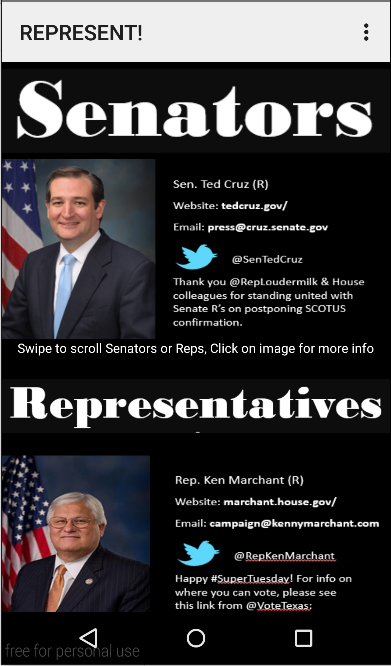 REPRESENT!
Senators
Sen. Ted Cruz (R)
Website: tedcruz.gov/
Email: press@cruz.senate.gov
@SenTedCruz
Thank you @RepLoudermilk & House
colleagues for standing united with
Senate R's on postponing SCOTUS
confirmation.
Swipe to scroll Senators or Reps, Click on image for more info
Representatives
Rep. Ken Marchant (R)
Website: marchant.house.gov/
Email: campaign@kennymarchant.com
@RepKenMarchant
Happy #SuperTuesday! For info on
where you can vote, please see
this link from @VoteTexas:
free for personal use